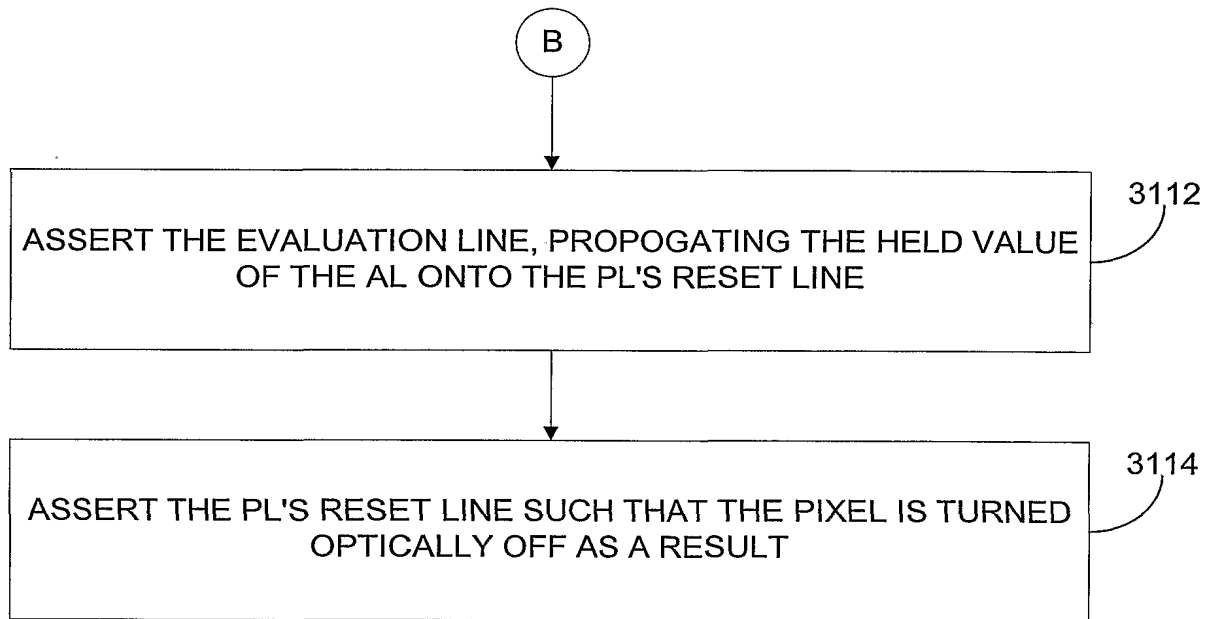 B
3112
ASSERT THE EVALUATION LINE, PROPOGATING THE HELD VALUE
OF THE AL ONTO THE PL'S RESET LINE
3114
ASSERT THE PL'S RESET LINE SUCH THAT THE PIXEL IS TURNED
OPTICALLY OFF AS A RESULT